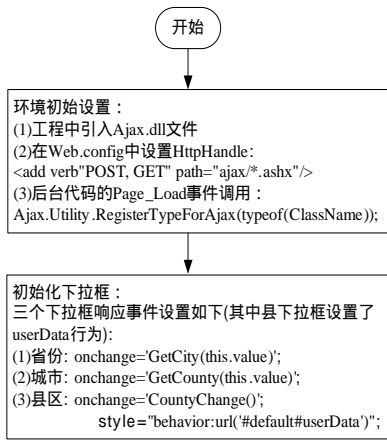 开始
环境初始设置：
(1)工程中引入Ajax.dll文件
(2)在Web.config中设置HttpHandle:
<add verb"POST, GET" path="ajax/*.ashx"/>
(3)后台代码的Page_Load事件调用：
Ajax.Utility.RegisterTypeForAjax(typeof(ClassName));
初始化下拉框：
三个下拉框响应事件设置如下(其中县下拉框设置了
userData行为):
(1)省份: onchange='GetCity(this.value)';
(2)城市: onchange='GetCounty(this.value)';
(3)县区: onchange='CountyChange()';
style="behavior:url('#default#userData')";